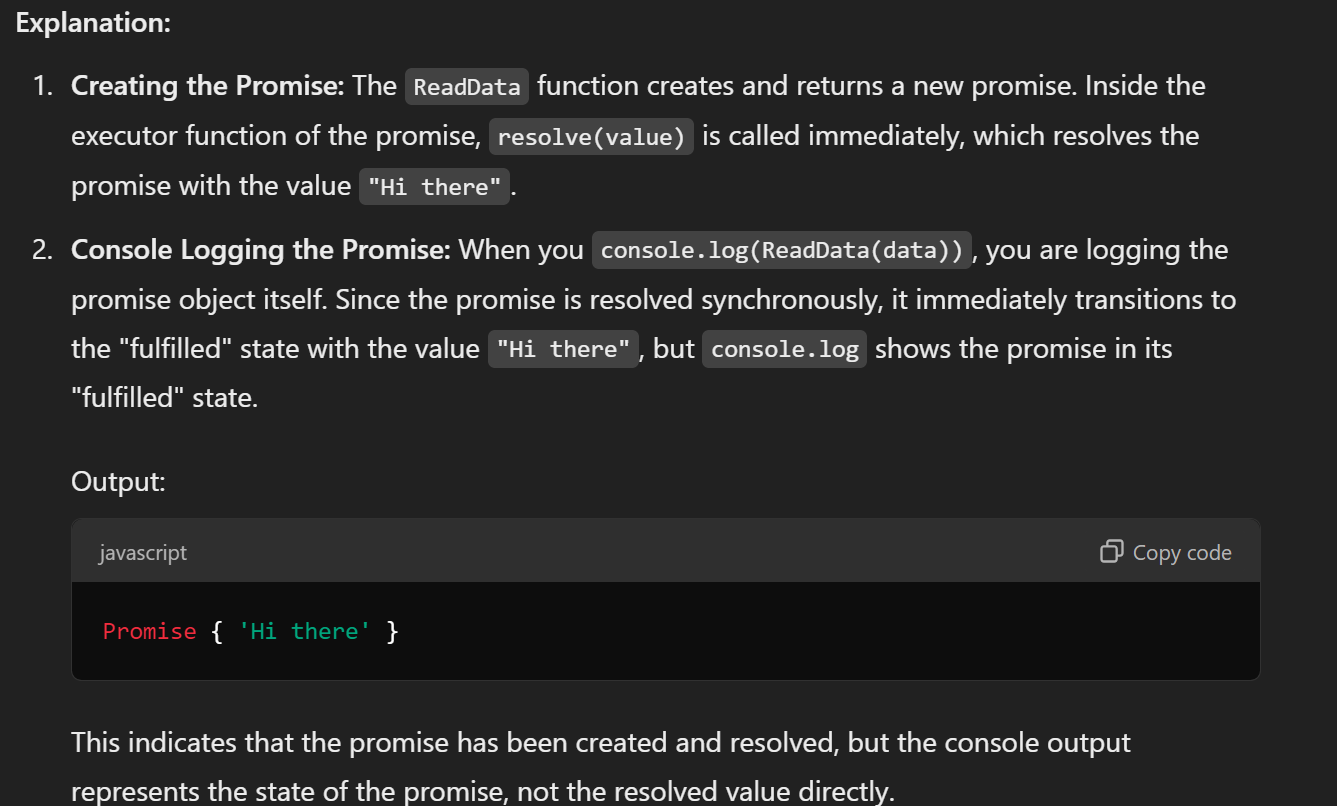 Explanation:
1. Creating the Promise: The ReadData function creates and returns a new promise. Inside the
executor function of the promise, resolve(value) is called immediately, which resolves the
promise with the value "Hi there".
2. Console Logging the Promise: When you console.log(ReadData(data)), you are logging the
promise object itself. Since the promise is resolved synchronously, it immediately transitions to
the "fulfilled" state with the value "Hi there", but console.log shows the promise in its
"fulfilled" state.
Output:
javascript Copy code
Promise { 'Hi there' }
This indicates that the promise has been created and resolved, but the console output
represents the state of the promise, not the resolved value directly.